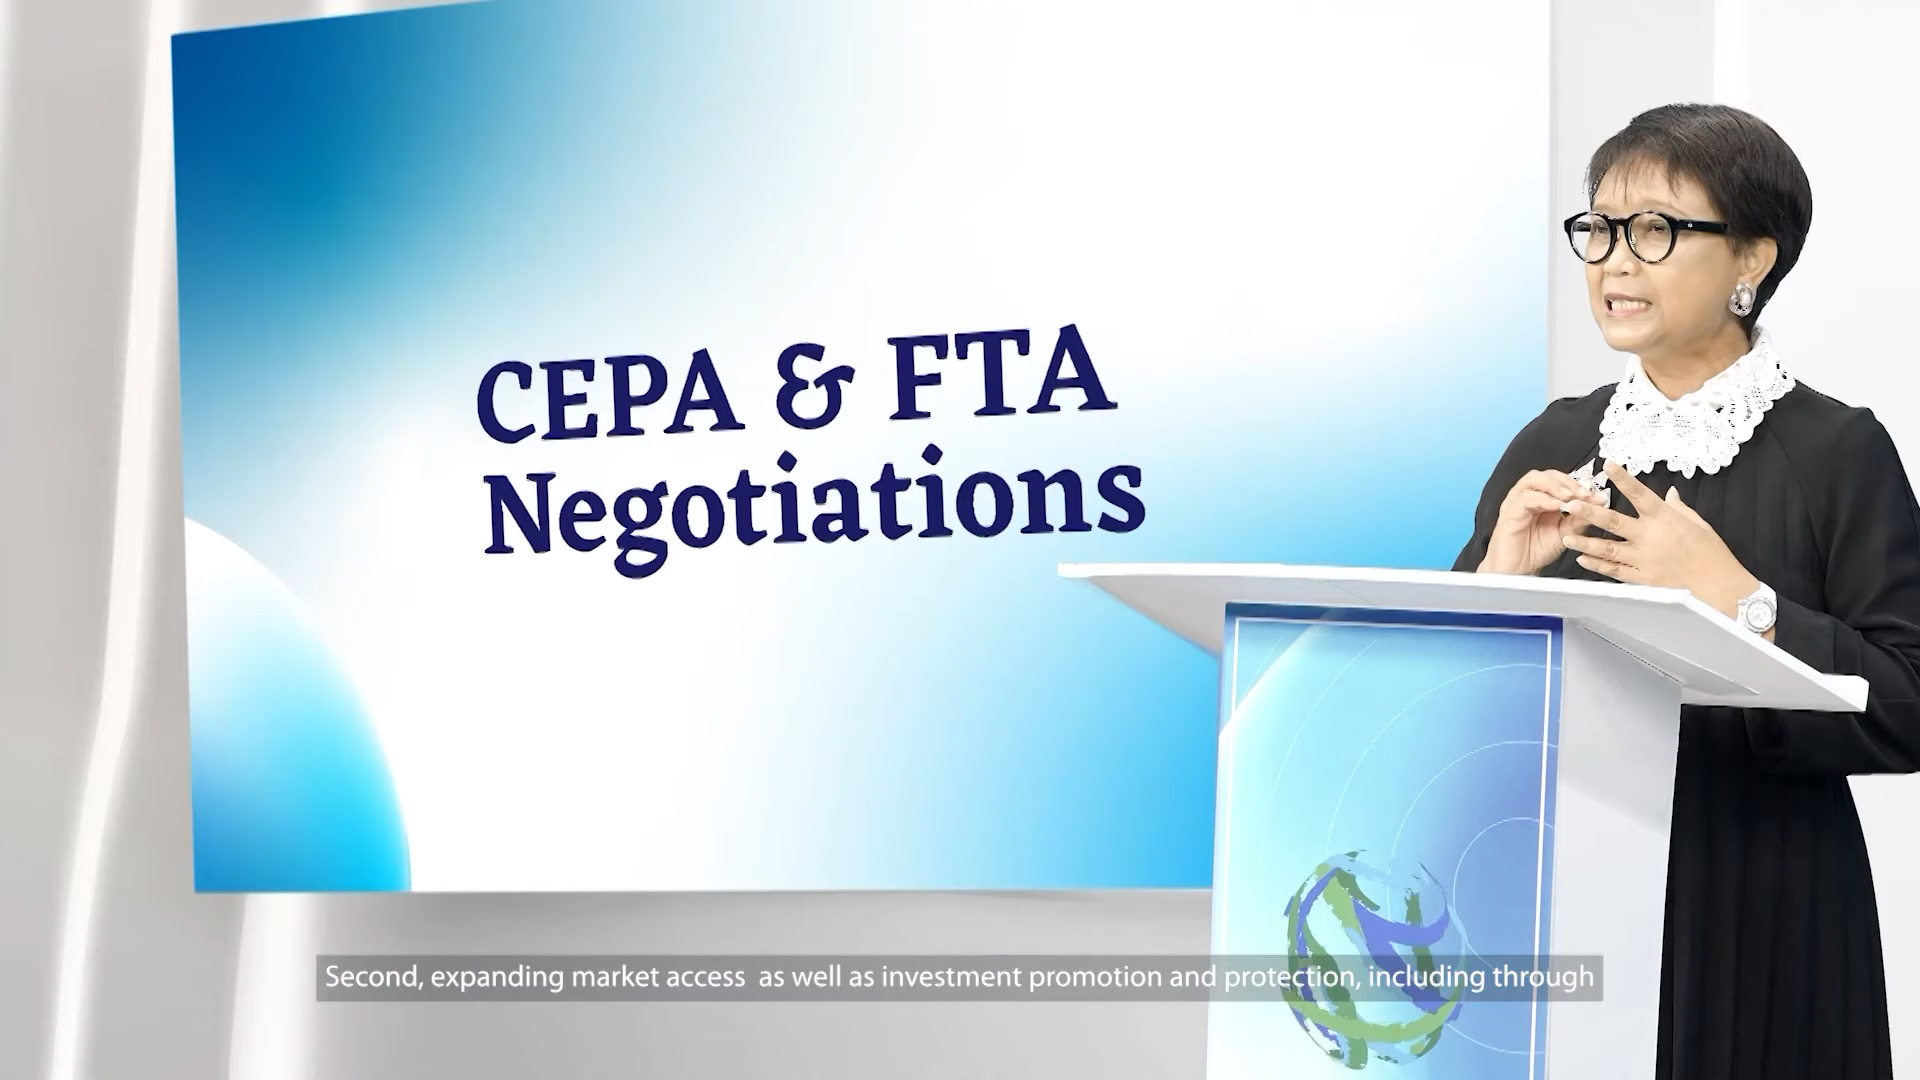 CEPA & FTA
Negotiations
Second, expanding market access as well as investment promotion and protection, including through